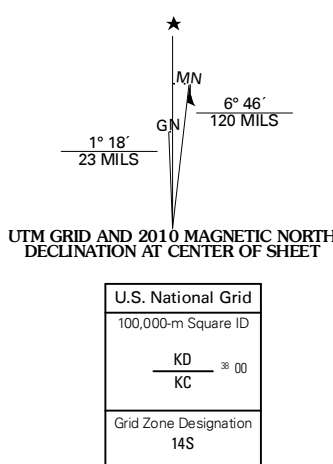 ★
MN
GN
6° 46´
120 MILS
1° 18´
23 MILS
UTM GRID AND 2010 MAGNETIC NORTH
DECLINATION AT CENTER OF SHEET
U.S. National Grid
100,000-m Square ID
KD
38 00
KC
Grid Zone Designation
14S